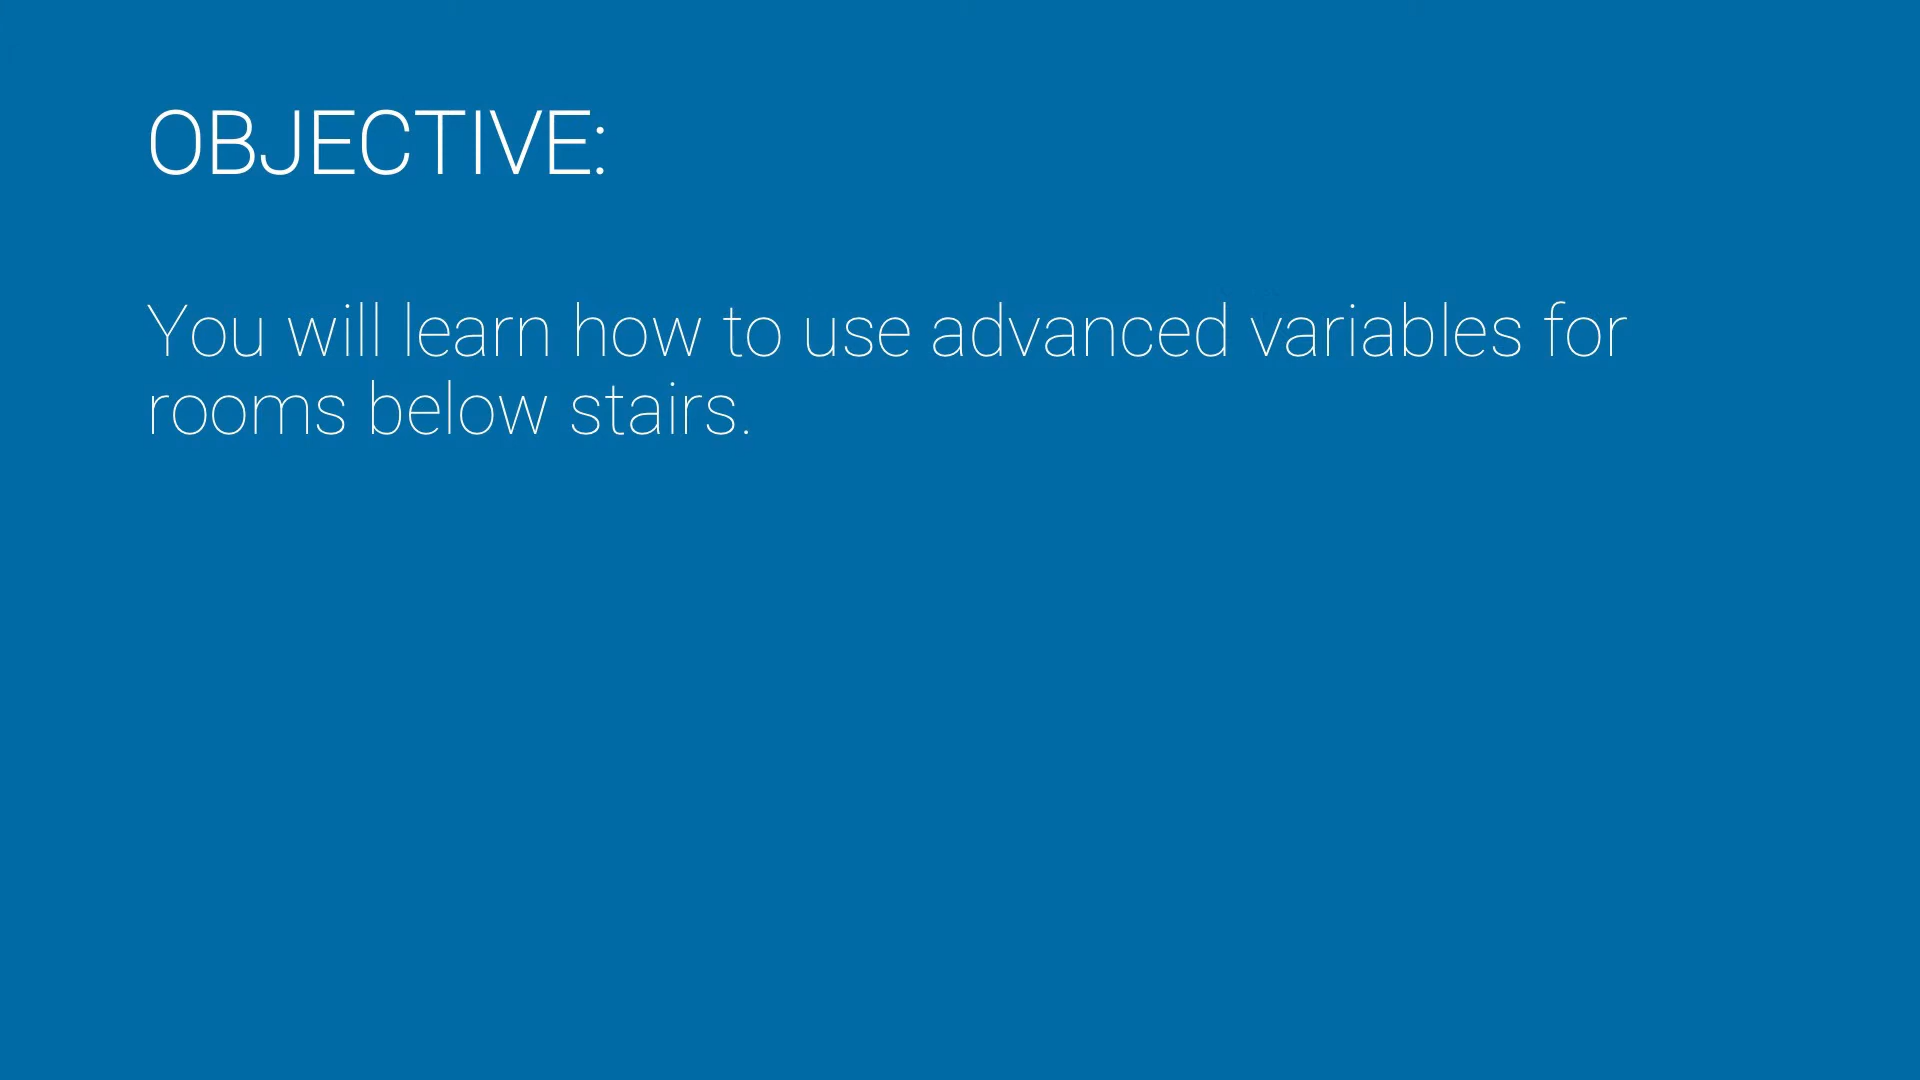 OBJECTIVE:
You will learn how to use advanced variables for
rooms below stairs.